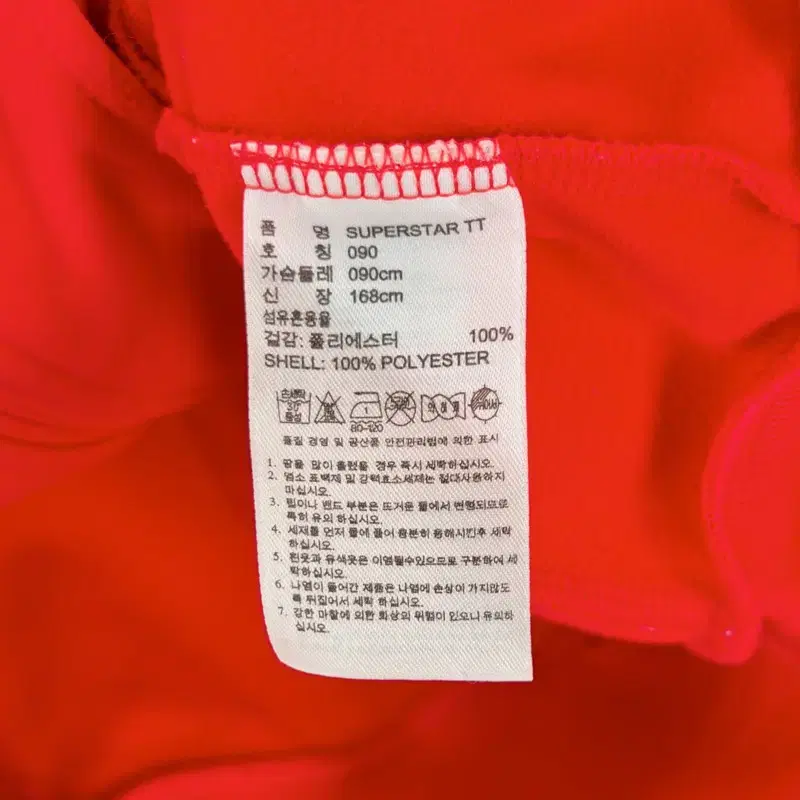 품 명 SUPERSTAR TT
호 칭 090
가슴둘레 090cm
신 장 168cm
섬유혼용율
겉감: 폴리에스터 100%
SHELL: 100% POLYESTER
손세탁
30
중성
80-120
품질 경영 및 공산품 안전관리법에 의한 표시
1. 땀을 많이 흘렸을 경우 즉시 세탁하십시오.
2. 염소 표백제 및 강력효소세제는 절대사용하지
마십시오.
3. 립이나 밴드 부분은 뜨거운 물에서 변형되므로
특히 유의 하십시오.
4. 세재를 먼저 물에 풀어 충분히 용해시킨후 세탁
하십시오.
5. 흰옷과 유색옷은 이염될수있으므로 구분하여 세
탁하십시오.
6. 나염이 들어간 제품은 나염에 손상이 가지않도
록 뒤집어서 세탁 하십시오.
7. 강한 마찰에 의한 화상의 위험이 있으니 유의하
십시오.